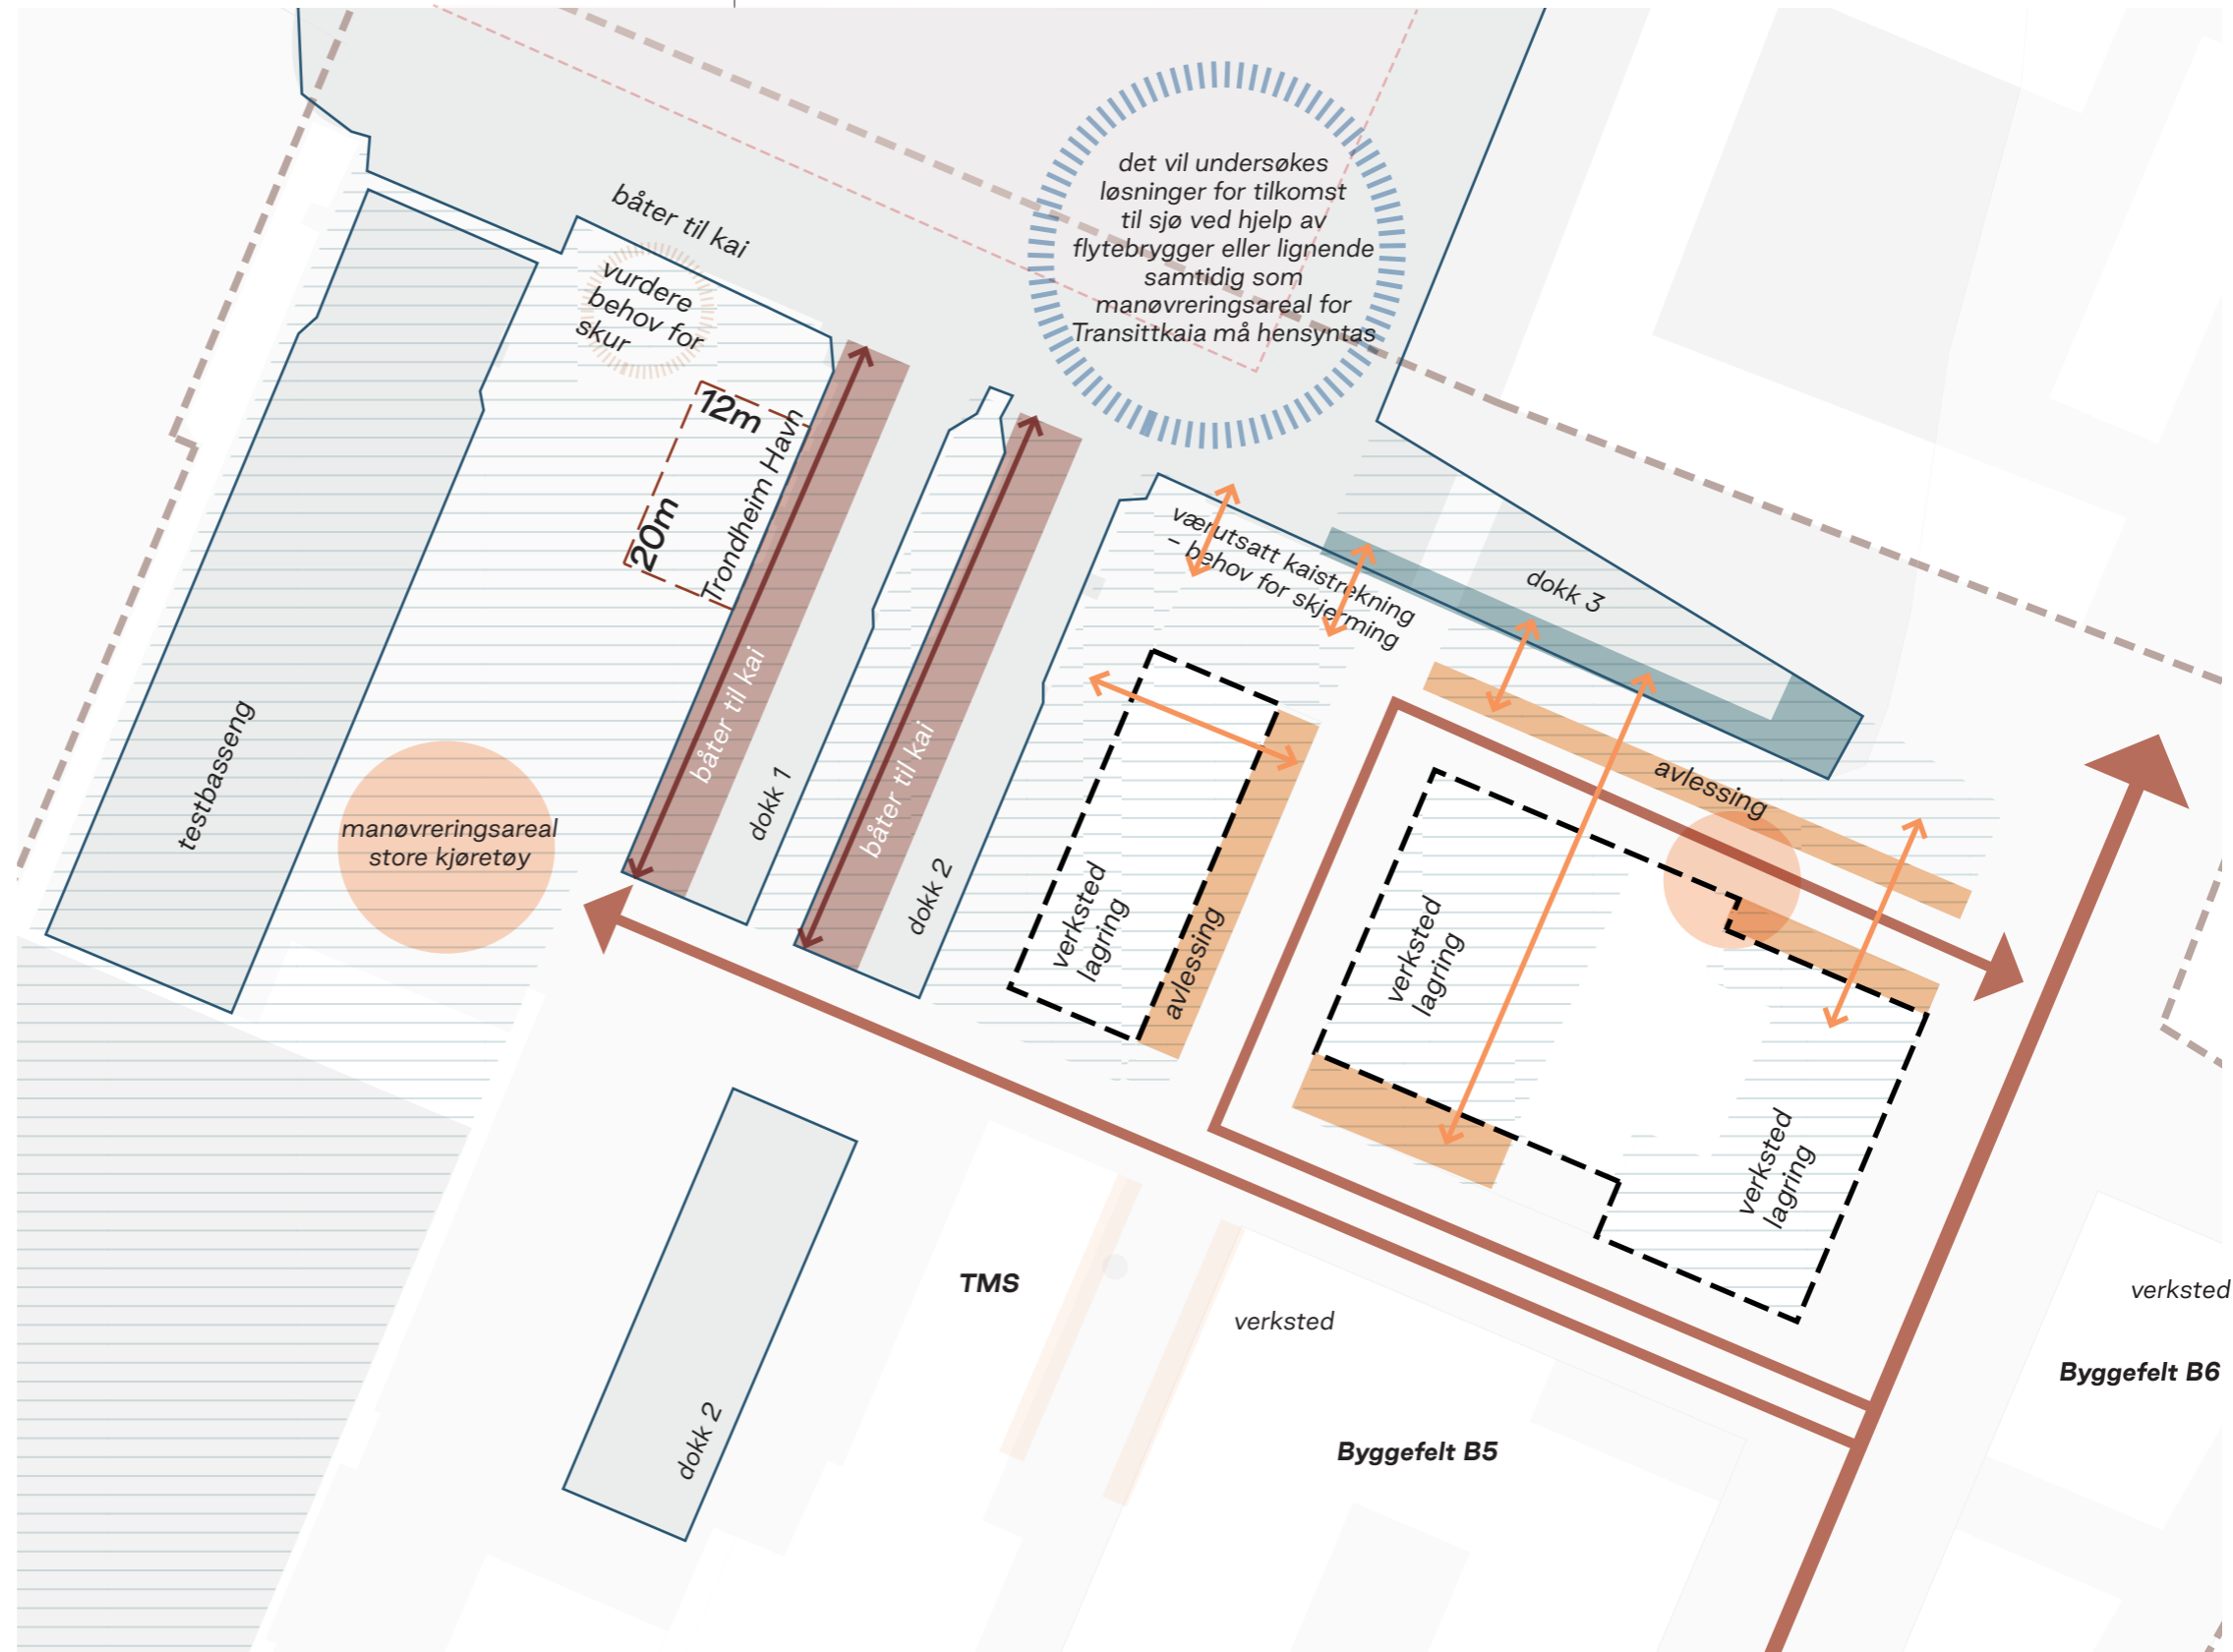 båter til kai
det vil undersøkes
løsninger for tilkomst
til sjø ved hjelp av
flytebrygger eller lignende
samtidig som
manøvreringsareal for
Transittkaia må hensyntas
vurdere
behov for
skur
12m
20m
Trondheim Havn
værutsatt kaistrekning
– behov for skjerming
dokk 3
båter til kai
dokk 1
båter til kai
dokk 2
testbasseng
manøvreringsareal
store kjøretøy
verksted
lagring
avlessing
avlessing
verksted
lagring
verksted
lagring
TMS
verksted
verksted
Byggefelt B6
Byggefelt B5
dokk 2